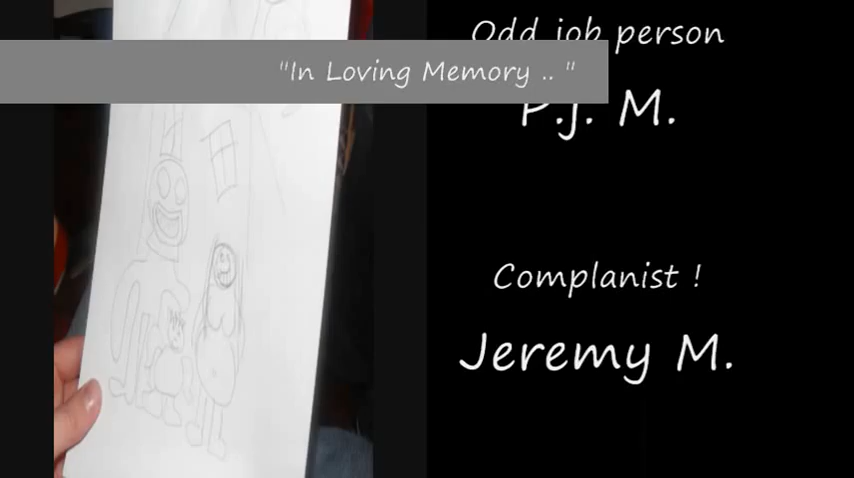 Odd job person
"In Loving Memory .. "
P.J. M.
Complanist !
Jeremy M.